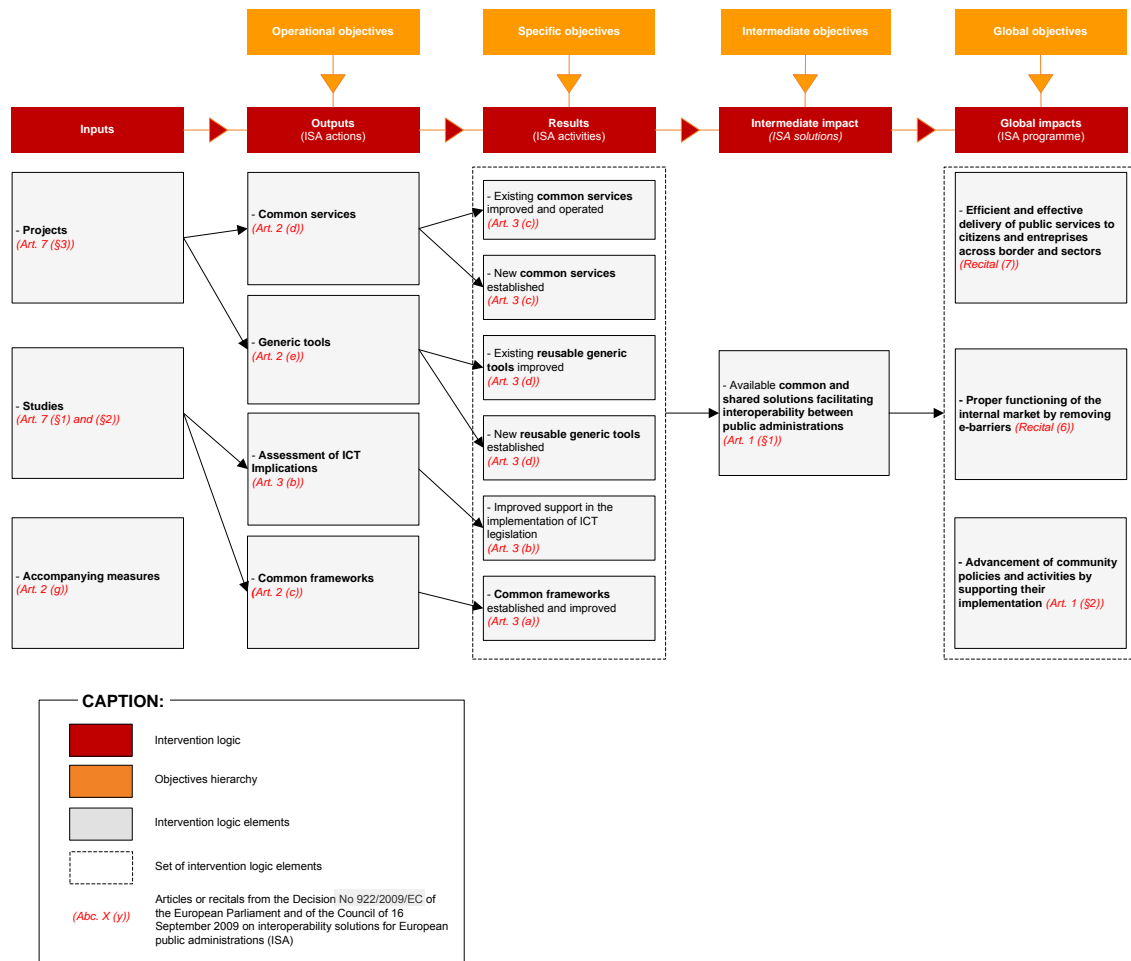 Operational objectives
Specific objectives
Intermediate objectives
Global objectives
Inputs
Outputs
(ISA actions)
Results
(ISA activities)
Intermediate impact
(ISA solutions)
Global impacts
(ISA programme)
- Projects
(Art. 7 (§3))
- Studies
(Art. 7 (§1) and (§2))
- Accompanying measures
(Art. 2 (g))
- Common services
(Art. 2 (d))
- Generic tools
(Art. 2 (e))
- Assessment of ICT
Implications
(Art. 3 (b))
- Common frameworks
(Art. 2 (c))
- Existing common services
improved and operated
(Art. 3 (c))
- New common services
established
(Art. 3 (c))
- Existing reusable generic
tools improved
(Art. 3 (d))
- New reusable generic tools
established
(Art. 3 (d))
- Improved support in the
implementation of ICT
legislation
(Art. 3 (b))
- Common frameworks
established and improved
(Art. 3 (a))
- Available common and
shared solutions facilitating
interoperability between
public administrations
(Art. 1 (§1))
- Efficient and effective
delivery of public services to
citizens and entreprises
across border and sectors
(Recital (7))
- Proper functioning of the
internal market by removing
e-barriers (Recital (6))
- Advancement of community
policies and activities by
supporting their
implementation (Art. 1 (§2))
CAPTION:
Intervention logic
Objectives hierarchy
Intervention logic elements
Set of intervention logic elements
(Abc. X (y))
Articles or recitals from the Decision No 922/2009/EC of
the European Parliament and of the Council of 16
September 2009 on interoperability solutions for European
public administrations (ISA)